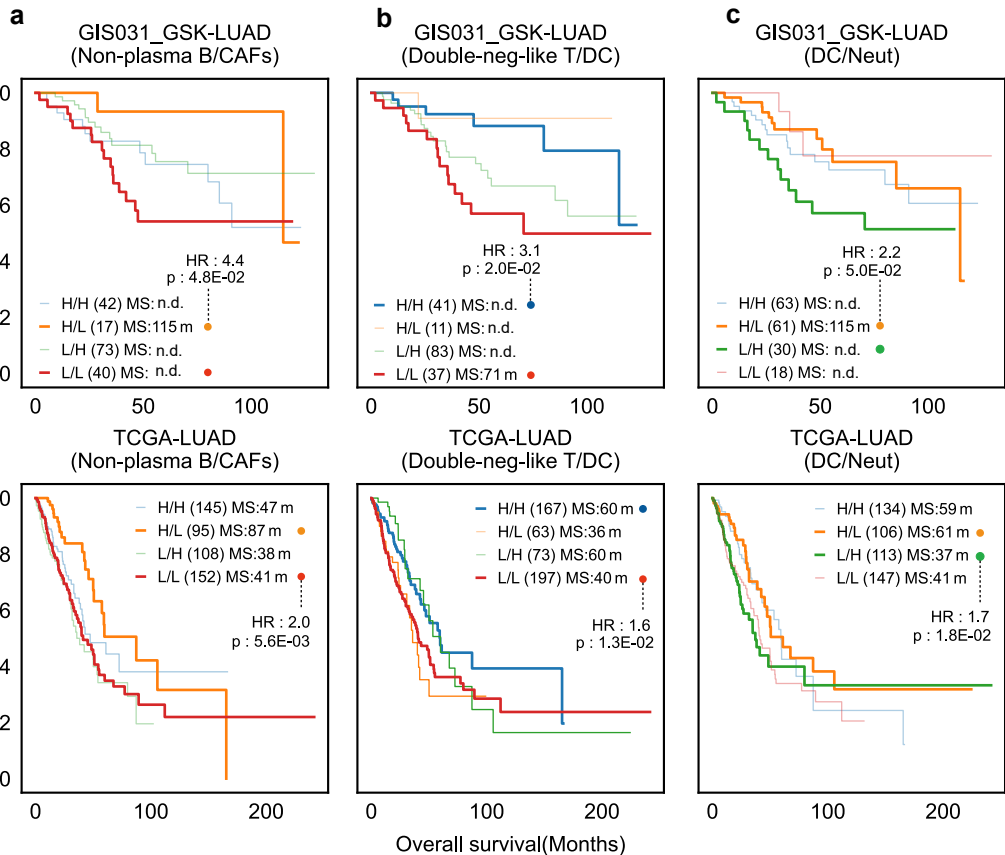 a
GIS031_GSK-LUAD
(Non-plasma B/CAFs)
0
8
6
4
2
0
HR : 4.4
p : 4.8E-02
H/H (42) MS: n.d.
H/L (17) MS:115 m
L/H (73) MS: n.d.
L/L (40) MS: n.d.
0 50 100
b
GIS031_GSK-LUAD
(Double-neg-like T/DC)
HR : 3.1
p : 2.0E-02
H/H (41) MS: n.d.
H/L (11) MS: n.d.
L/H (83) MS: n.d.
L/L (37) MS:71 m
0 50 100
c
GIS031_GSK-LUAD
(DC/Neut)
HR : 2.2
p : 5.0E-02
H/H (63) MS: n.d.
H/L (61) MS:115 m
L/H (30) MS: n.d.
L/L (18) MS: n.d.
0 50 100
TCGA-LUAD
(Non-plasma B/CAFs)
0
8
6
4
2
0
H/H (145) MS:47 m
H/L (95) MS:87 m
L/H (108) MS:38 m
L/L (152) MS:41 m
HR : 2.0
p : 5.6E-03
0 100 200
TCGA-LUAD
(Double-neg-like T/DC)
H/H (167) MS:60 m
H/L (63) MS:36 m
L/H (73) MS:60 m
L/L (197) MS:40 m
HR : 1.6
p : 1.3E-02
0 100 200
TCGA-LUAD
(DC/Neut)
H/H (134) MS:59 m
H/L (106) MS:61 m
L/H (113) MS:37 m
L/L (147) MS:41 m
HR : 1.7
p : 1.8E-02
0 100 200
Overall survival(Months)